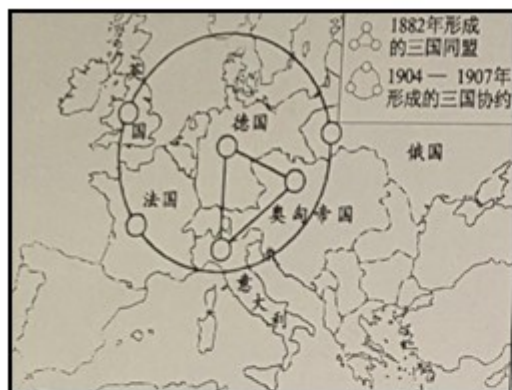 1882年形成
的三国同盟
1904 — 1907年
形成的三国协约
英
国
德国
俄国
法国
奥匈帝国
意大利